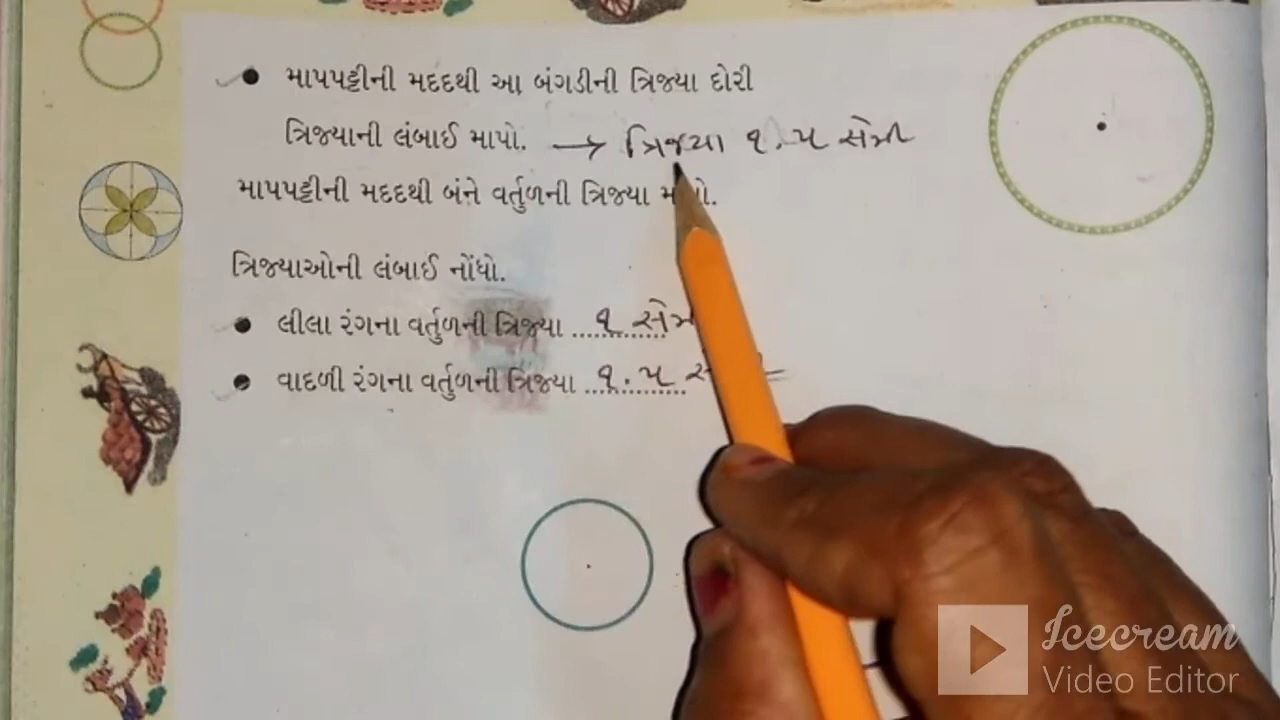 માપપટ્ટીની મદદથી આ બંગડીની ત્રિજ્યા દોરી
ત્રિજ્યાની લંબાઈ માપો. → ત્રિજ્યા ૧.૫ સેમી
માપપટ્ટીની મદદથી બંને વર્તુળની ત્રિજ્યા
ત્રિજ્યાઓની લંબાઈ નોંધો.
લીલા રંગના વર્તુળની ત્રિજ્યા ૧ સેમી
વાદળી રંગના વર્તુળની ત્રિજ્યા ૧.૫
Icecream
Video Editor